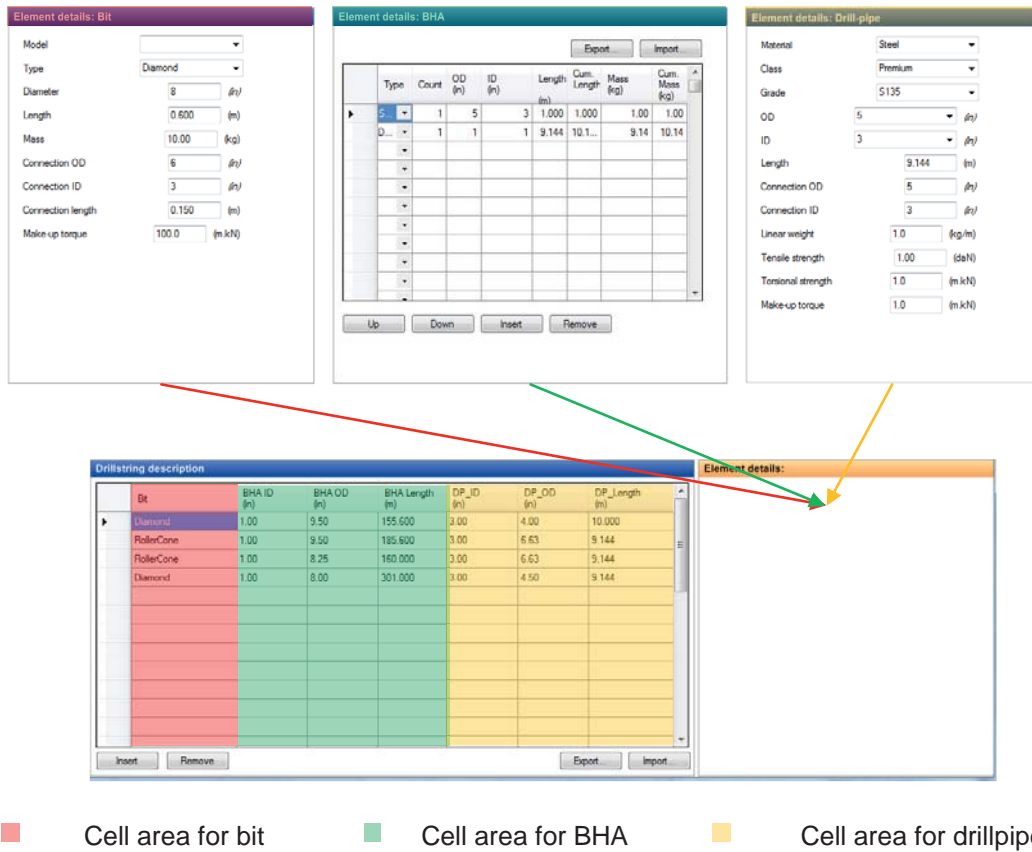 Element details: Bit
Model
Type Diamond
Diameter 8 (in)
Length 0.600 (m)
Mass 10.00 (kg)
Connection OD 6 (in)
Connection ID 3 (in)
Connection length 0.150 (m)
Make-up torque 100.0 (m.kN)
Element details: BHA
Export... Import...
Type Count OD (in) ID (in) Length (m) Cum. Length Mass (kg) Cum. Mass (kg)
S... 1 5 3 1.000 1.000 1.00 1.00
D... 1 1 1 9.144 10.1... 9.14 10.14
Up Down Insert Remove
Element details: Drill-pipe
Material Steel
Class Premium
Grade S135
OD 5 (in)
ID 3 (in)
Length 9.144 (m)
Connection OD 5 (in)
Connection ID 3 (in)
Linear weight 1.0 (kg/m)
Tensile strength 1.00 (daN)
Torsional strength 1.0 (m.kN)
Make-up torque 1.0 (m.kN)
Drillstring description
Bit BHA ID (in) BHA OD (in) BHA Length (m) DP_ID (in) DP_OD (in) DP_Length (m)
Diamond 1.00 9.50 155.600 3.00 4.00 10.000
RollerCone 1.00 9.50 185.600 3.00 6.63 9.144
RollerCone 1.00 8.25 160.000 3.00 6.63 9.144
Diamond 1.00 8.00 301.000 3.00 4.50 9.144
Insert Remove Export... Import...
Element details:
Cell area for bit Cell area for BHA Cell area for drillpipe